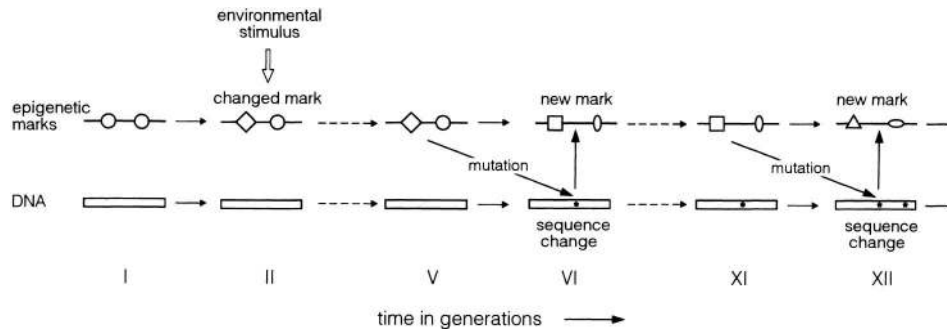 environmental
stimulus
epigenetic
marks
changed mark
new mark
new mark
mutation
mutation
DNA
sequence
change
sequence
change
I
II
V
VI
XI
XII
time in generations